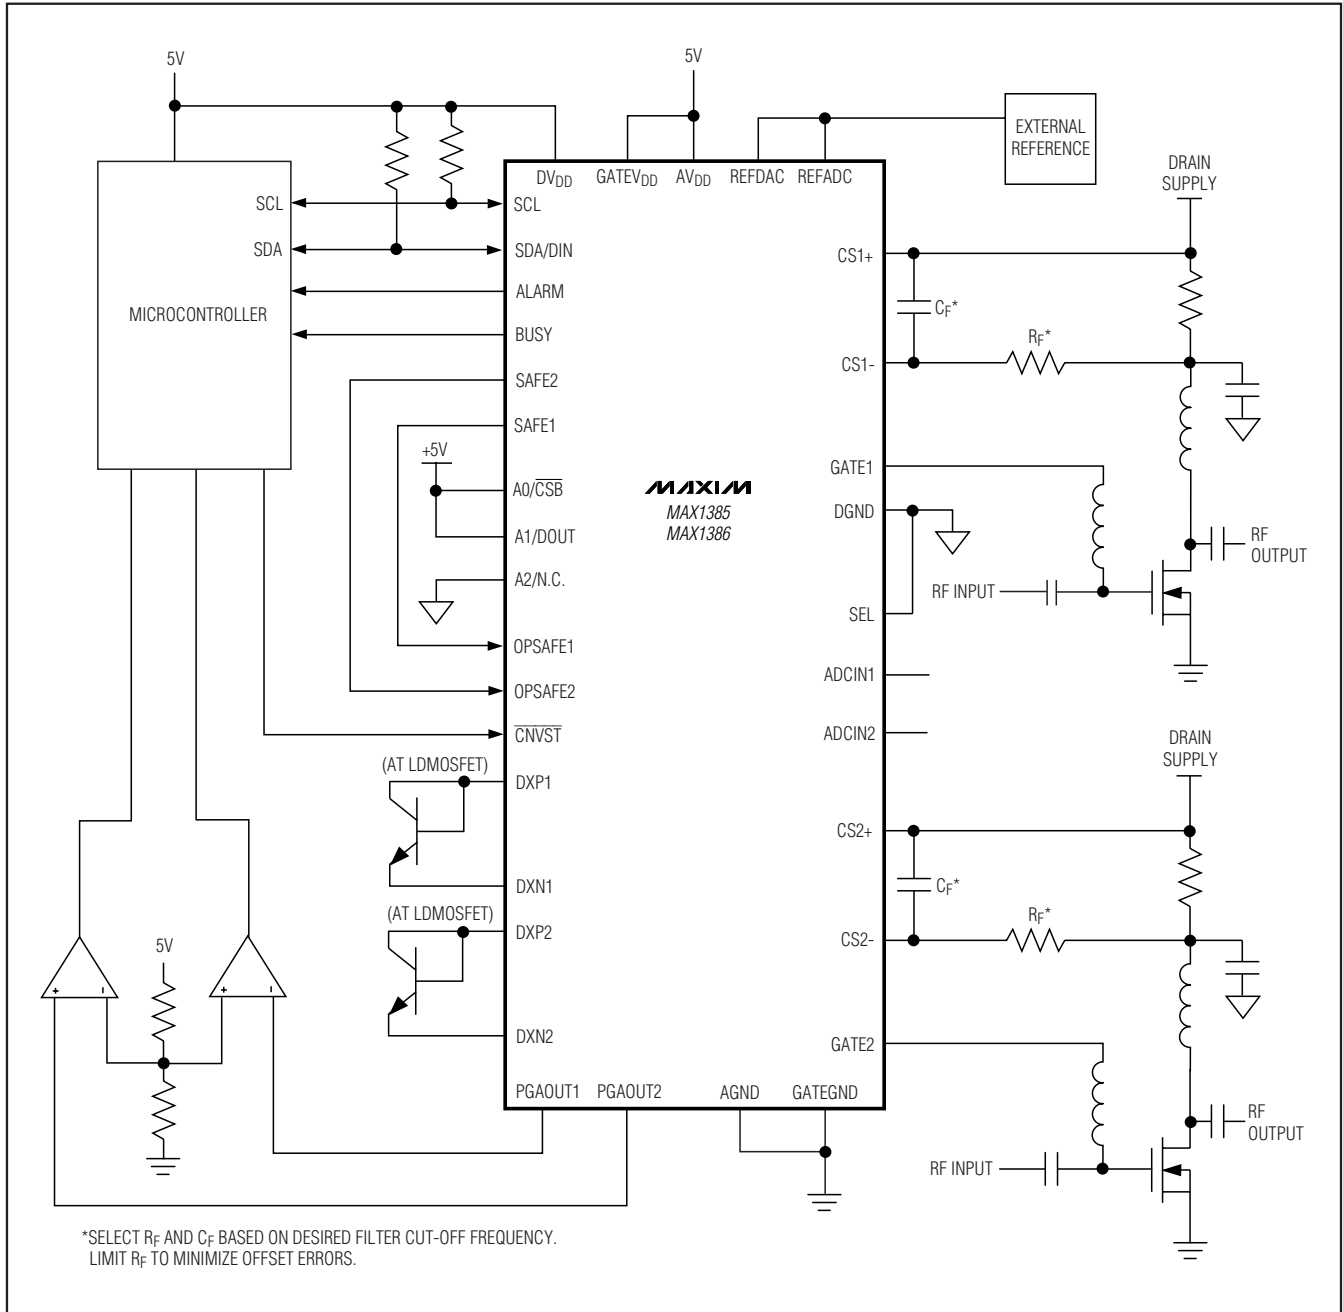 5V
5V
EXTERNAL
REFERENCE
DRAIN
SUPPLY
DVDD
GATEVDD
AVDD
REFDAC
REFADC
SCL
SCL
SDA
SDA/DIN
MICROCONTROLLER
ALARM
BUSY
SAFE2
SAFE1
+5V
A0/CSB
A1/DOUT
A2/N.C.
OPSAFE1
OPSAFE2
CNVST
(AT LDMOSFET)
DXP1
DXN1
(AT LDMOSFET)
DXP2
DXN2
5V
+
-
+
-
PGAOUT1
PGAOUT2
AGND
GATEGND
MAXIM
MAX1385
MAX1386
CS1+
CF*
RF*
CS1-
GATE1
DGND
RF
OUTPUT
RF INPUT
SEL
ADCIN1
ADCIN2
DRAIN
SUPPLY
CS2+
CF*
RF*
CS2-
GATE2
RF
OUTPUT
RF INPUT
*SELECT RF AND CF BASED ON DESIRED FILTER CUT-OFF FREQUENCY.
LIMIT RF TO MINIMIZE OFFSET ERRORS.